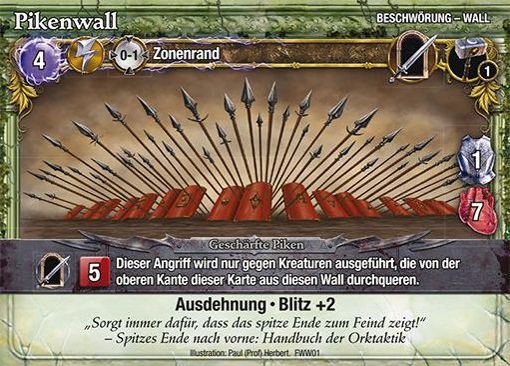 Pikenwall
BESCHWÖRUNG – WALL
4
0-1 Zonenrand
1
1
7
Geschärfte Piken
5
Dieser Angriff wird nur gegen Kreaturen ausgeführt, die von der
oberen Kante dieser Karte aus diesen Wall durchqueren.
Ausdehnung • Blitz +2
„Sorgt immer dafür, dass das spitze Ende zum Feind zeigt!“
– Spitzes Ende nach vorne: Handbuch der Orktaktik
Illustration: Paul (Prof) Herbert. FWW01